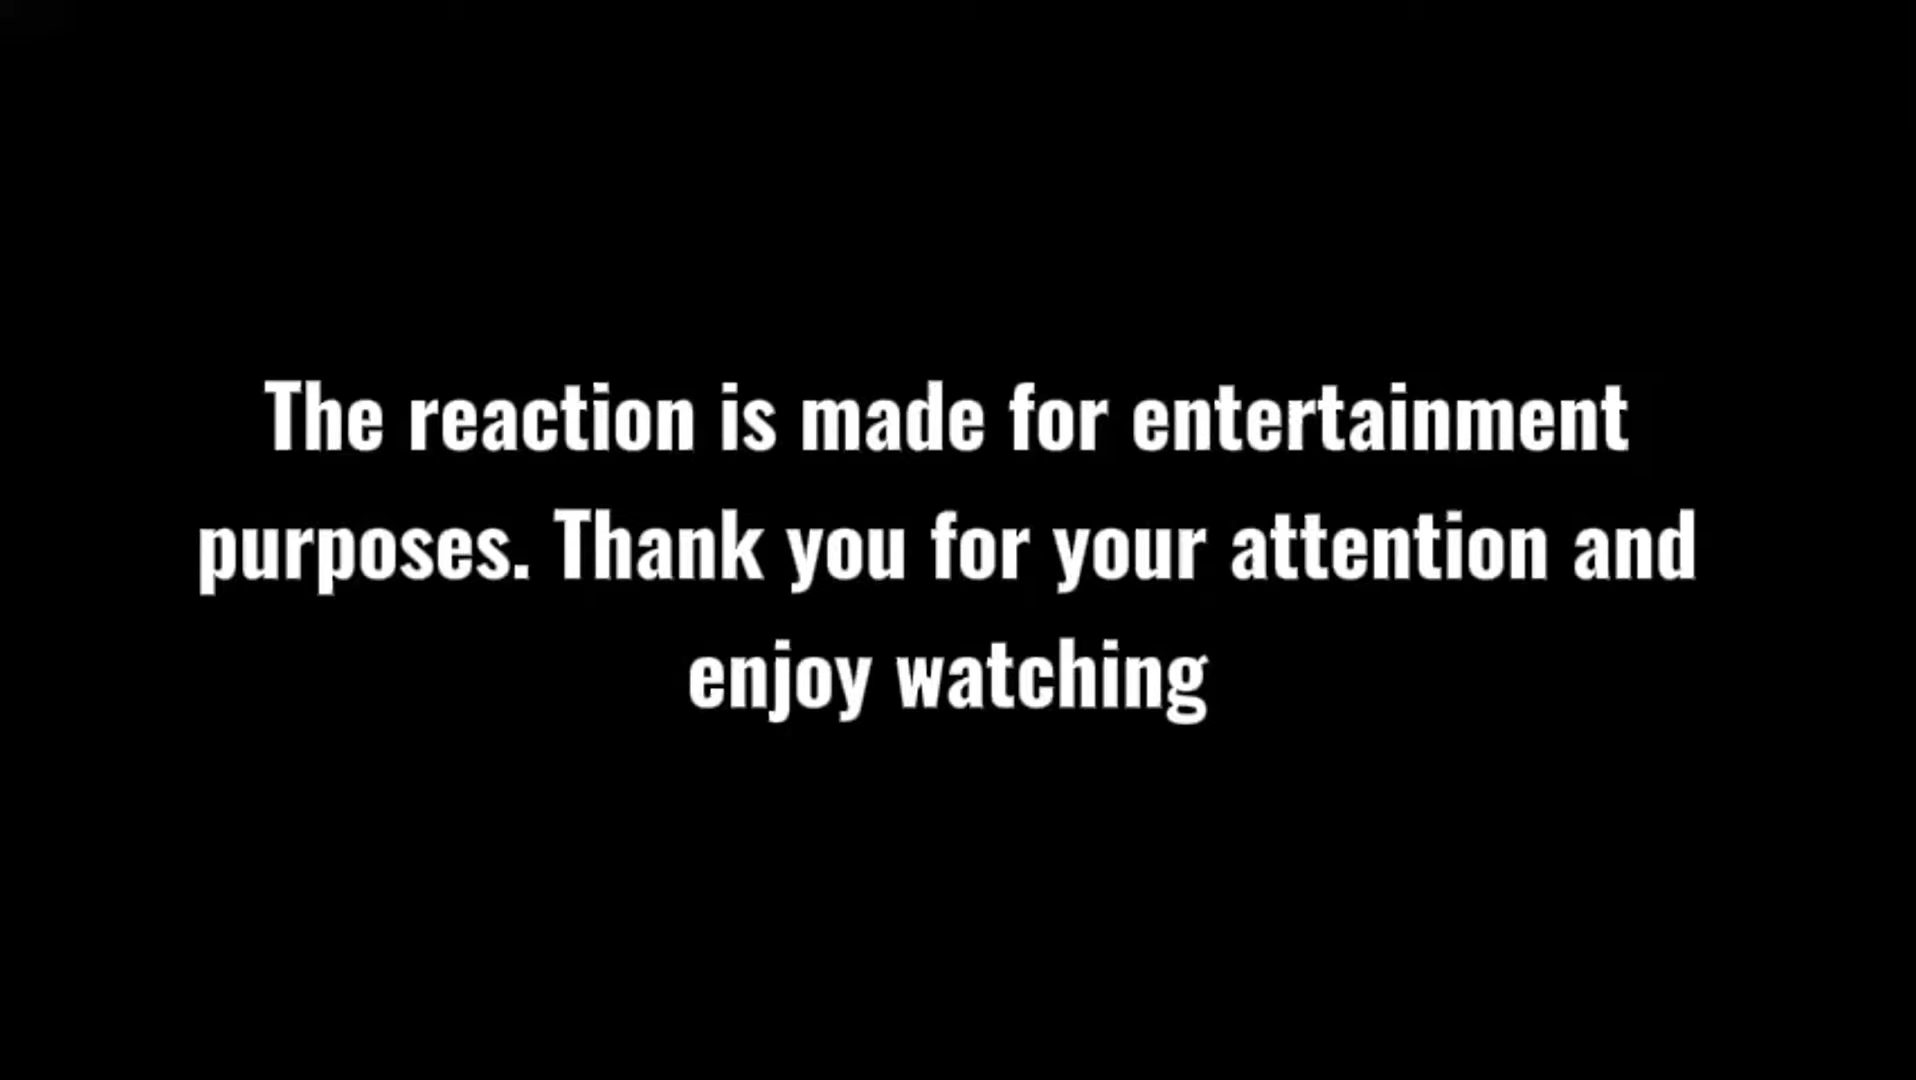 The reaction is made for entertainment
purposes. Thank you for your attention and
enjoy watching